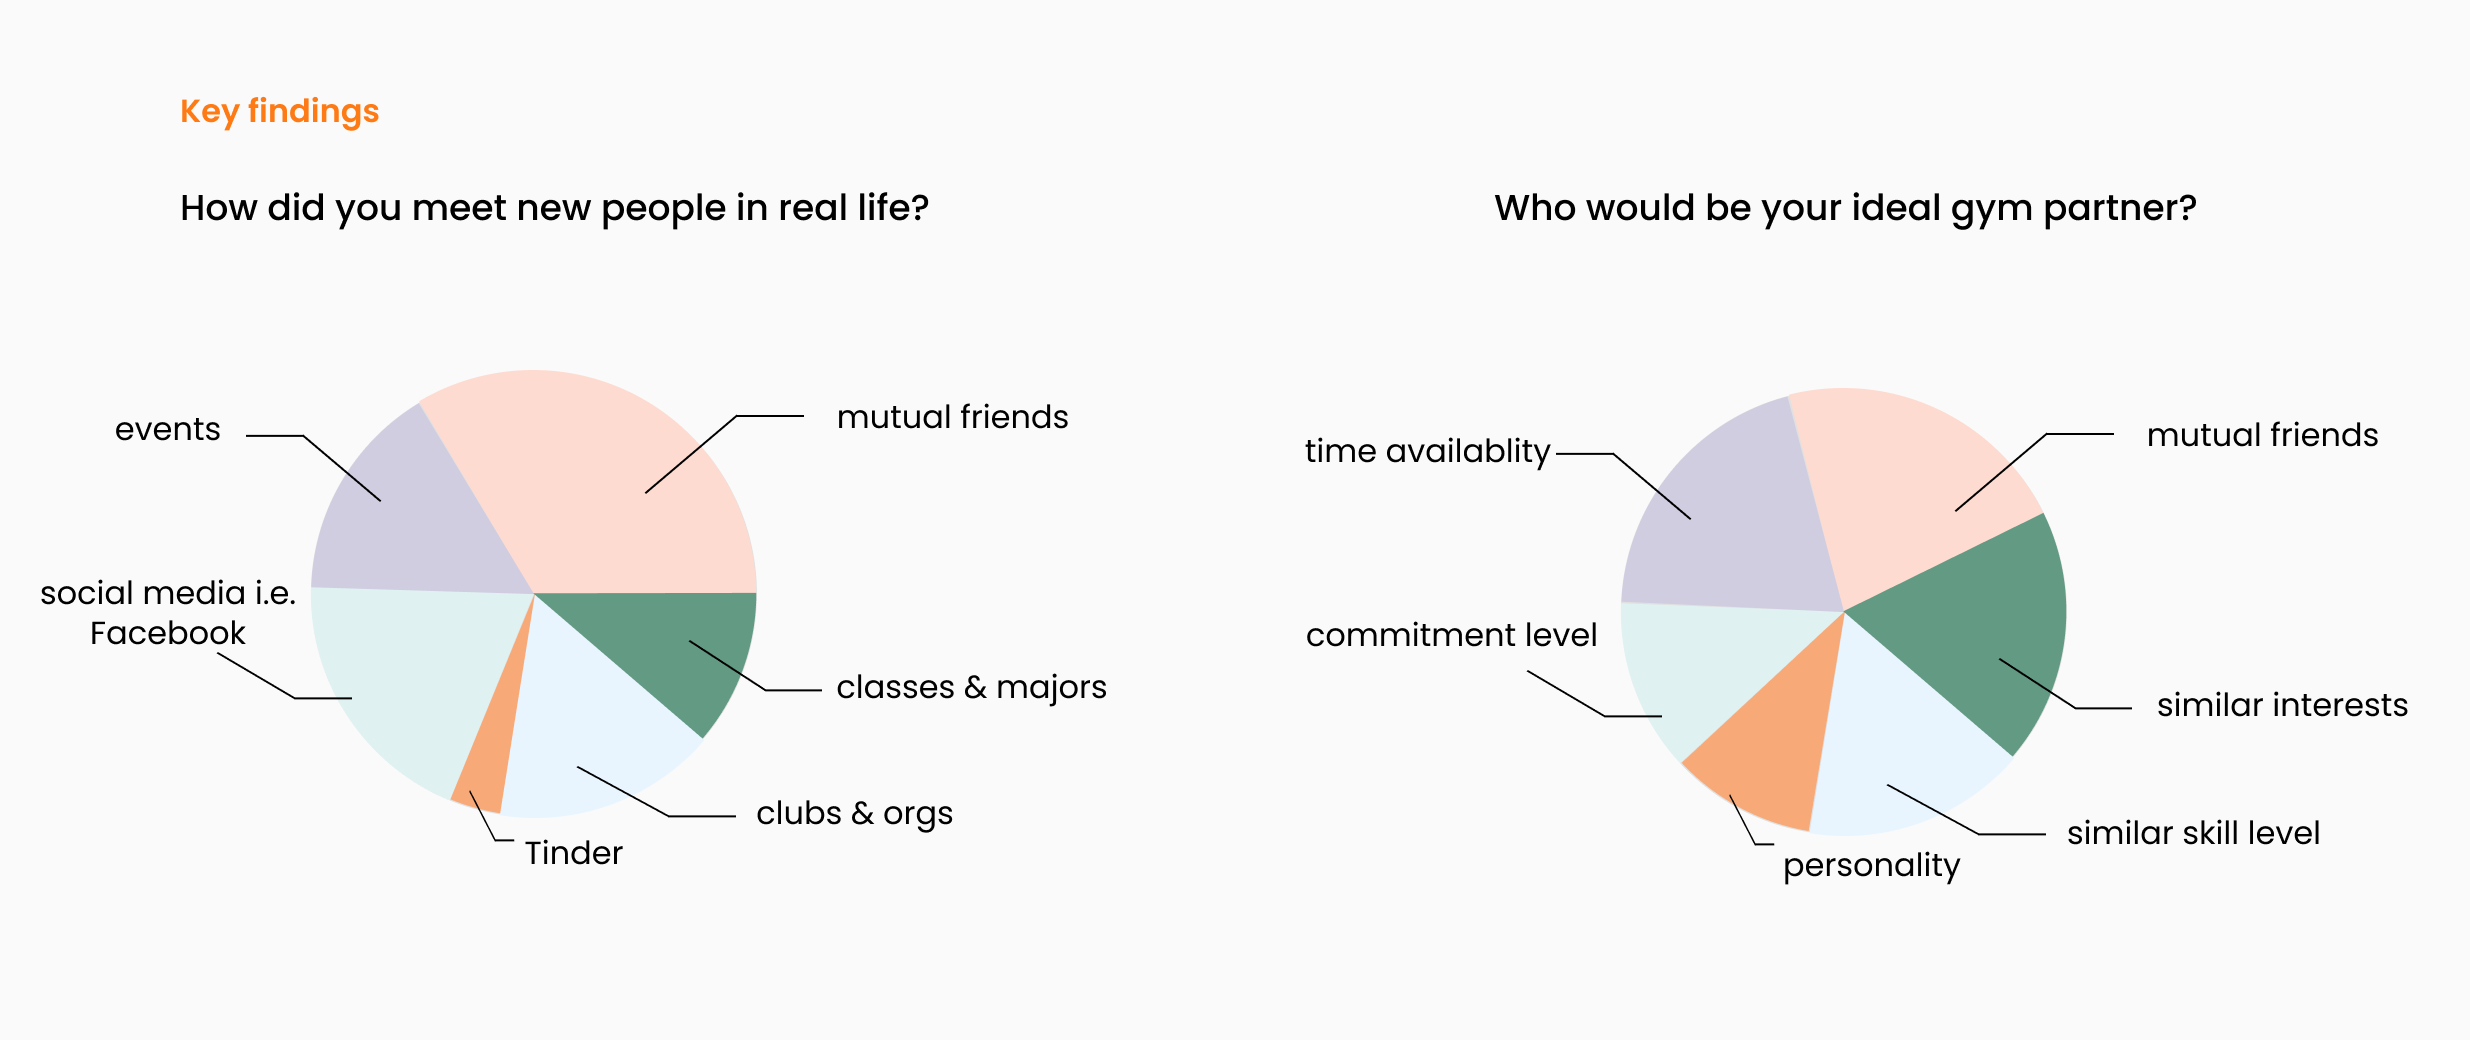 Key findings
How did you meet new people in real life?
events
mutual friends
social media i.e.
Facebook
classes & majors
clubs & orgs
Tinder
Who would be your ideal gym partner?
time availablity
mutual friends
commitment level
similar interests
similar skill level
personality